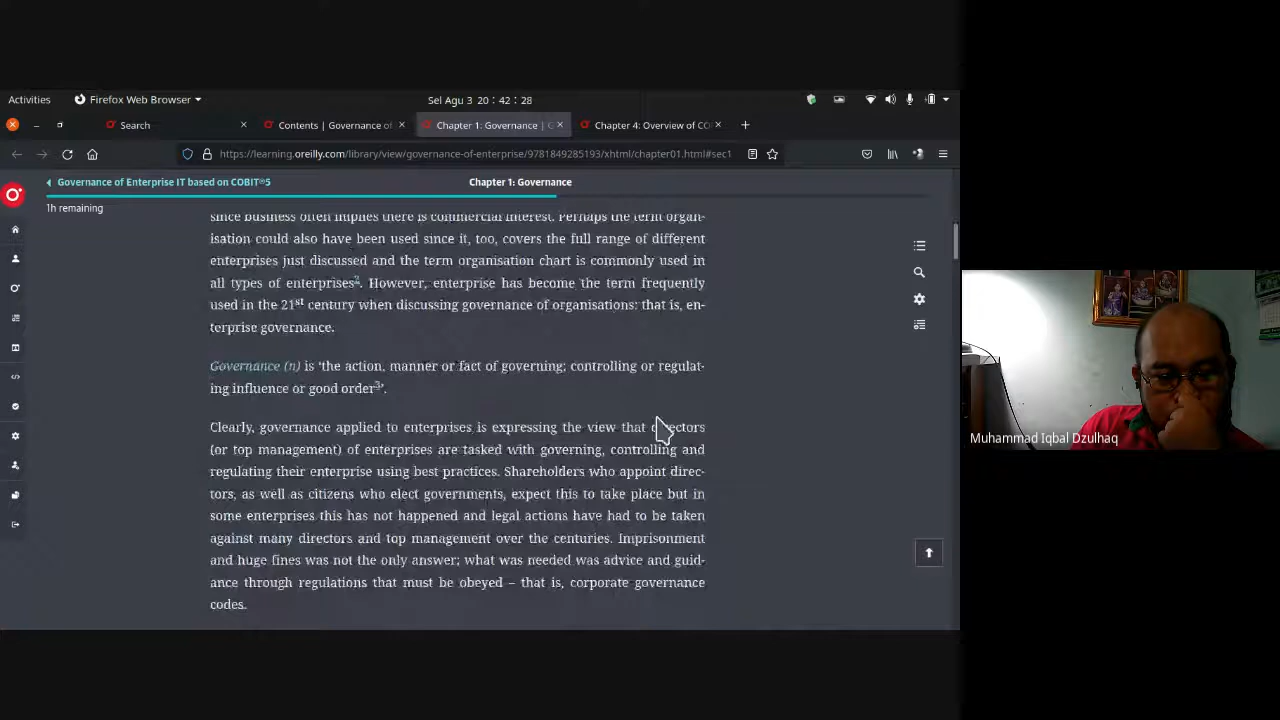 Activities
Firefox Web Browser
Sel Agu 3 20 : 42 : 28
Search
Contents | Governance of
Chapter 1: Governance |
Chapter 4: Overview of CO
https://learning.oreilly.com/library/view/governance-of-enterprise/9781849285193/xhtml/chapter01.html#sec1
Governance of Enterprise IT based on COBIT®5
Chapter 1: Governance
1h remaining
since business often implies there is commercial interest. Perhaps the term organ-
isation could also have been used since it, too, covers the full range of different
enterprises just discussed and the term organisation chart is commonly used in
all types of enterprises2. However, enterprise has become the term frequently
used in the 21st century when discussing governance of organisations: that is, en-
terprise governance.
Governance (n) is ‘the action, manner or fact of governing; controlling or regulat-
ing influence or good order3’.
Clearly, governance applied to enterprises is expressing the view that directors
(or top management) of enterprises are tasked with governing, controlling and
regulating their enterprise using best practices. Shareholders who appoint direc-
tors, as well as citizens who elect governments, expect this to take place but in
some enterprises this has not happened and legal actions have had to be taken
against many directors and top management over the centuries. Imprisonment
and huge fines was not the only answer; what was needed was advice and guid-
ance through regulations that must be obeyed – that is, corporate governance
codes.
Muhammad Iqbal Dzulhaq